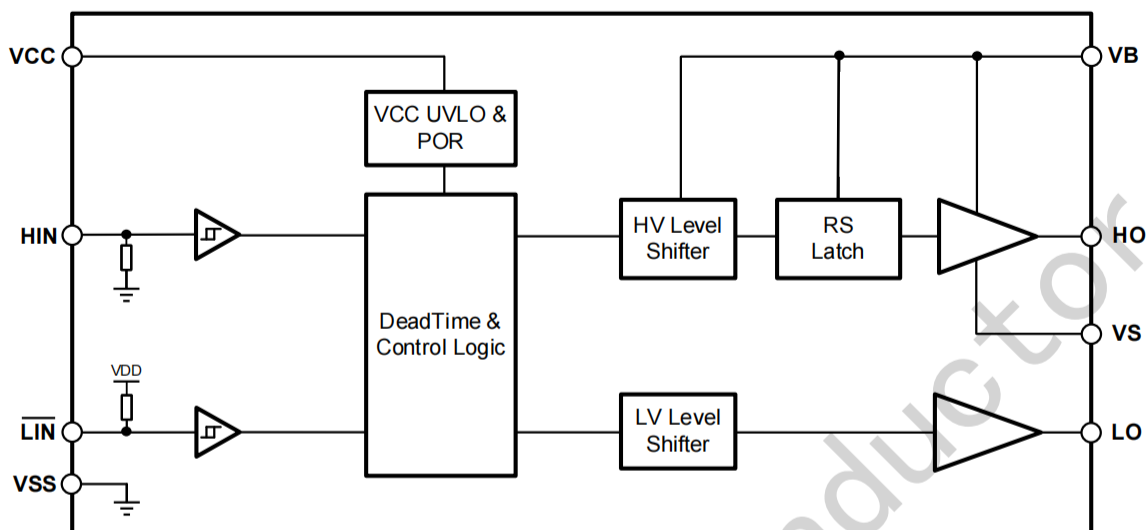 VCC
VB
VCC UVLO &
POR
HIN
HV Level
Shifter
RS
Latch
HO
DeadTime &
Control Logic
VS
VDD
LIN
LV Level
Shifter
LO
VSS
nductor